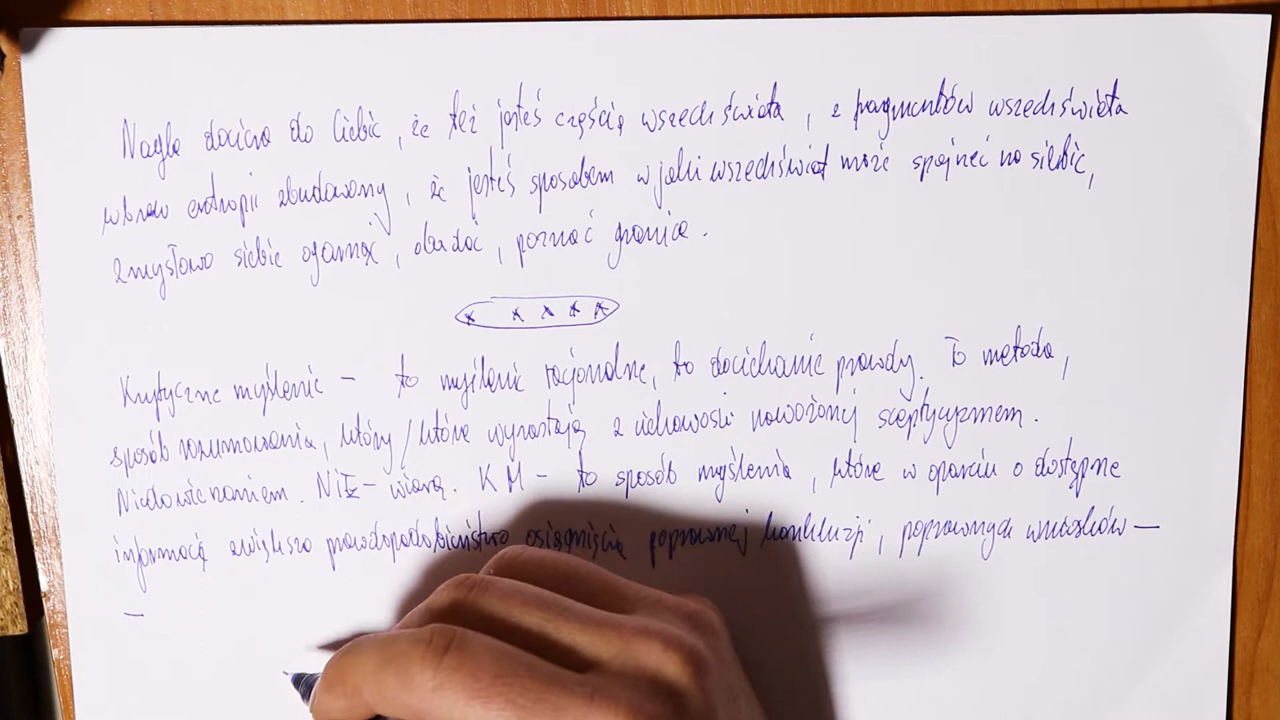 Nagle dociera do Ciebie, że też jesteś częścią wszechświata, z fragmentów wszechświata
wbrew entropii zbudowany, że jesteś sposobem w jaki wszechświat może spojrzeć na siebie,
zmysłowo siebie ogarnąć, zbadać, poznać granice.
Krytyczne myślenie – to myślenie racjonalne, to dociekanie prawdy. To metoda,
sposób rozumowania, który/które wyrastają z ciekawości nawożonej sceptycyzmem.
Niedowierzaniem. Nie-wiarą. KM – to sposób myślenia, które w oparciu o dostępne
informacje zwiększa prawdopodobieństwo osiągnięcia poprawnej konkluzji, poprawnych wniosków –
–